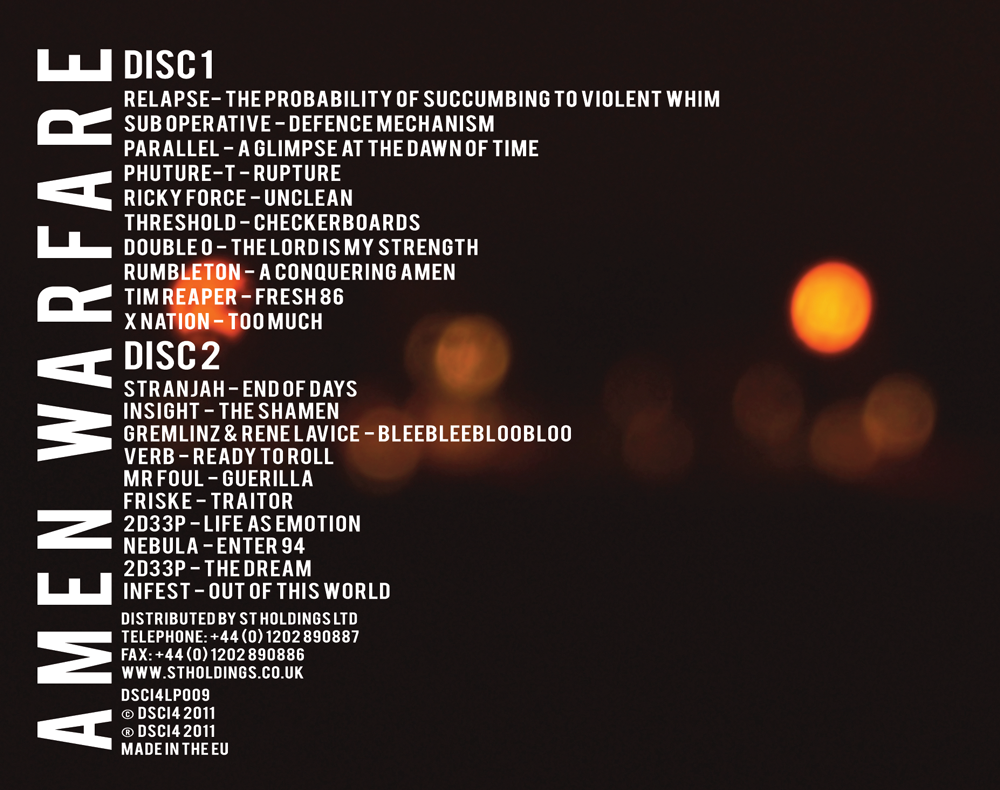 AMEN WARFARE
DISC 1
RELAPSE- THE PROBABILITY OF SUCCUMBING TO VIOLENT WHIM
SUB OPERATIVE - DEFENCE MECHANISM
PARALLEL - A GLIMPSE AT THE DAWN OF TIME
PHUTURE-T - RUPTURE
RICKY FORCE - UNCLEAN
THRESHOLD - CHECKERBOARDS
DOUBLE O - THE LORD IS MY STRENGTH
RUMBLETON - A CONQUERING AMEN
TIM REAPER - FRESH 86
X NATION - TOO MUCH
DISC 2
STRANJAH - END OF DAYS
INSIGHT - THE SHAMEN
GREMLINZ & RENE LAVICE - BLEEBLEEBLOOBLOO
VERB - READY TO ROLL
MR FOUL - GUERILLA
FRISKE - TRAITOR
2D33P - LIFE AS EMOTION
NEBULA - ENTER 94
2D33P - THE DREAM
INFEST - OUT OF THIS WORLD
DISTRIBUTED BY ST HOLDINGS LTD
TELEPHONE: +44 (0) 1202 890887
FAX: +44 (0) 1202 890886
WWW.STHOLDINGS.CO.UK
DSCI4LP009
© DSCI4 2011
® DSCI4 2011
MADE IN THE EU